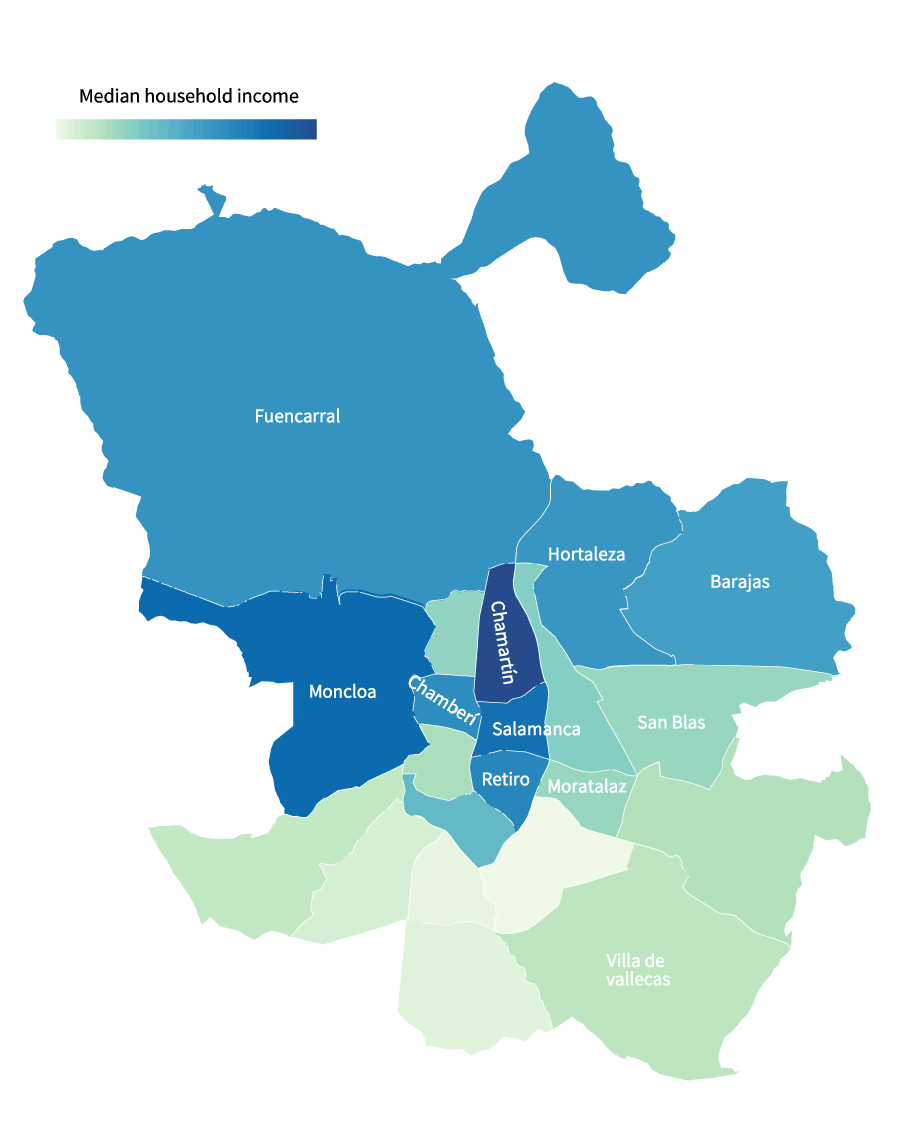 Median household income
Fuencarral
Hortaleza
Barajas
Chamartín
Moncloa
Chamberí
San Blas
Salamanca
Retiro
Moratalaz
Villa de
vallecas